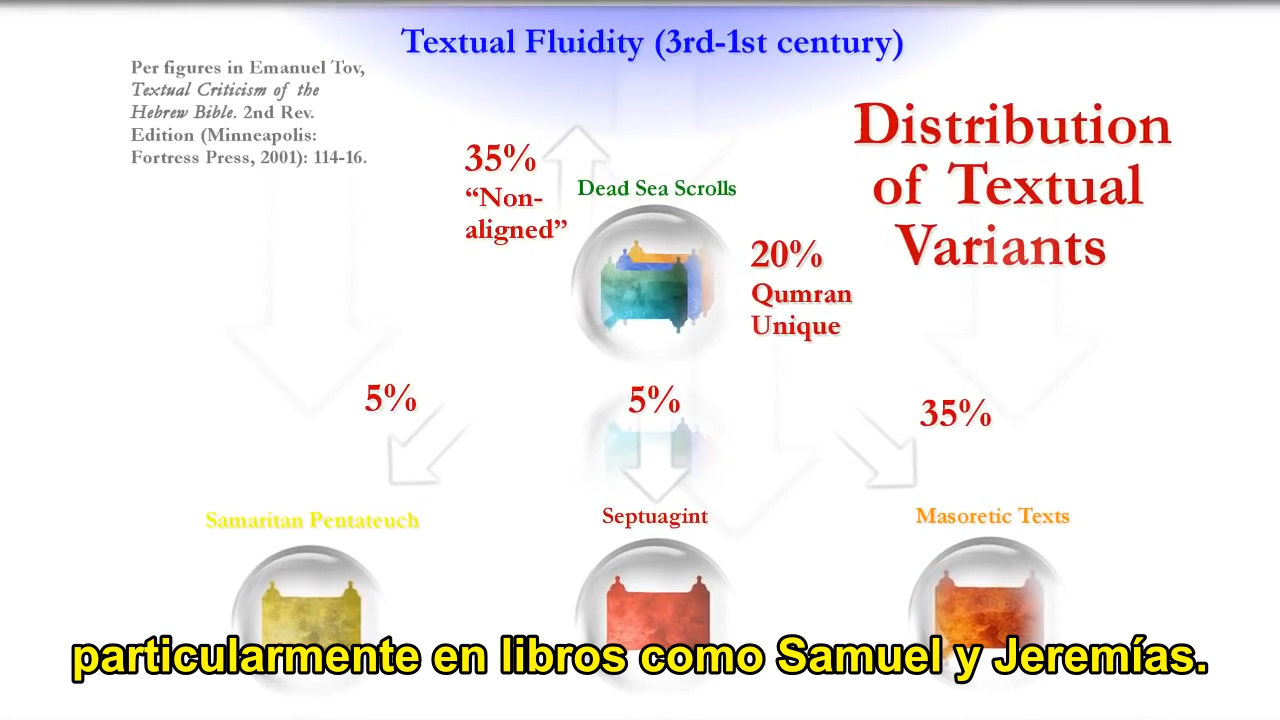 Textual Fluidity (3rd-1st century)
Per figures in Emanuel Tov,
Textual Criticism of the
Hebrew Bible. 2nd Rev.
Edition (Minneapolis:
Fortress Press, 2001): 114-16.
Distribution
of Textual
Variants
35%
“Non-
aligned”
Dead Sea Scrolls
20%
Qumran
Unique
5%
5%
35%
Samaritan Pentateuch
Septuagint
Masoretic Texts
particularmente en libros como Samuel y Jeremías.